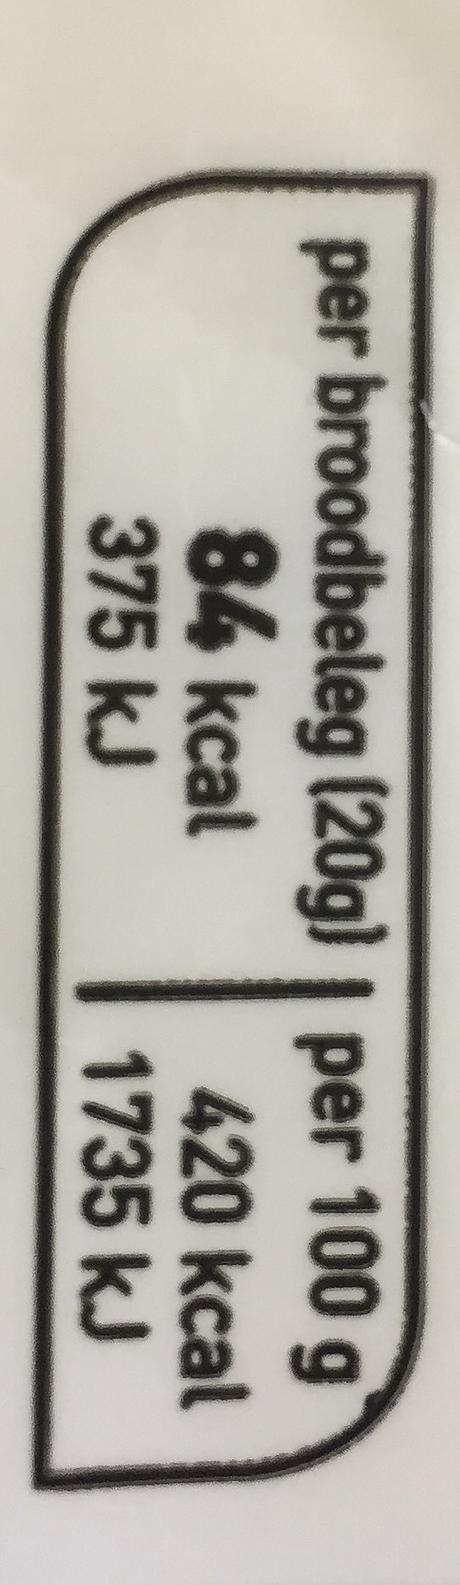 per broodbeleg (20g) | per 100 g
84 kcal | 420 kcal
375 kJ | 1735 kJ